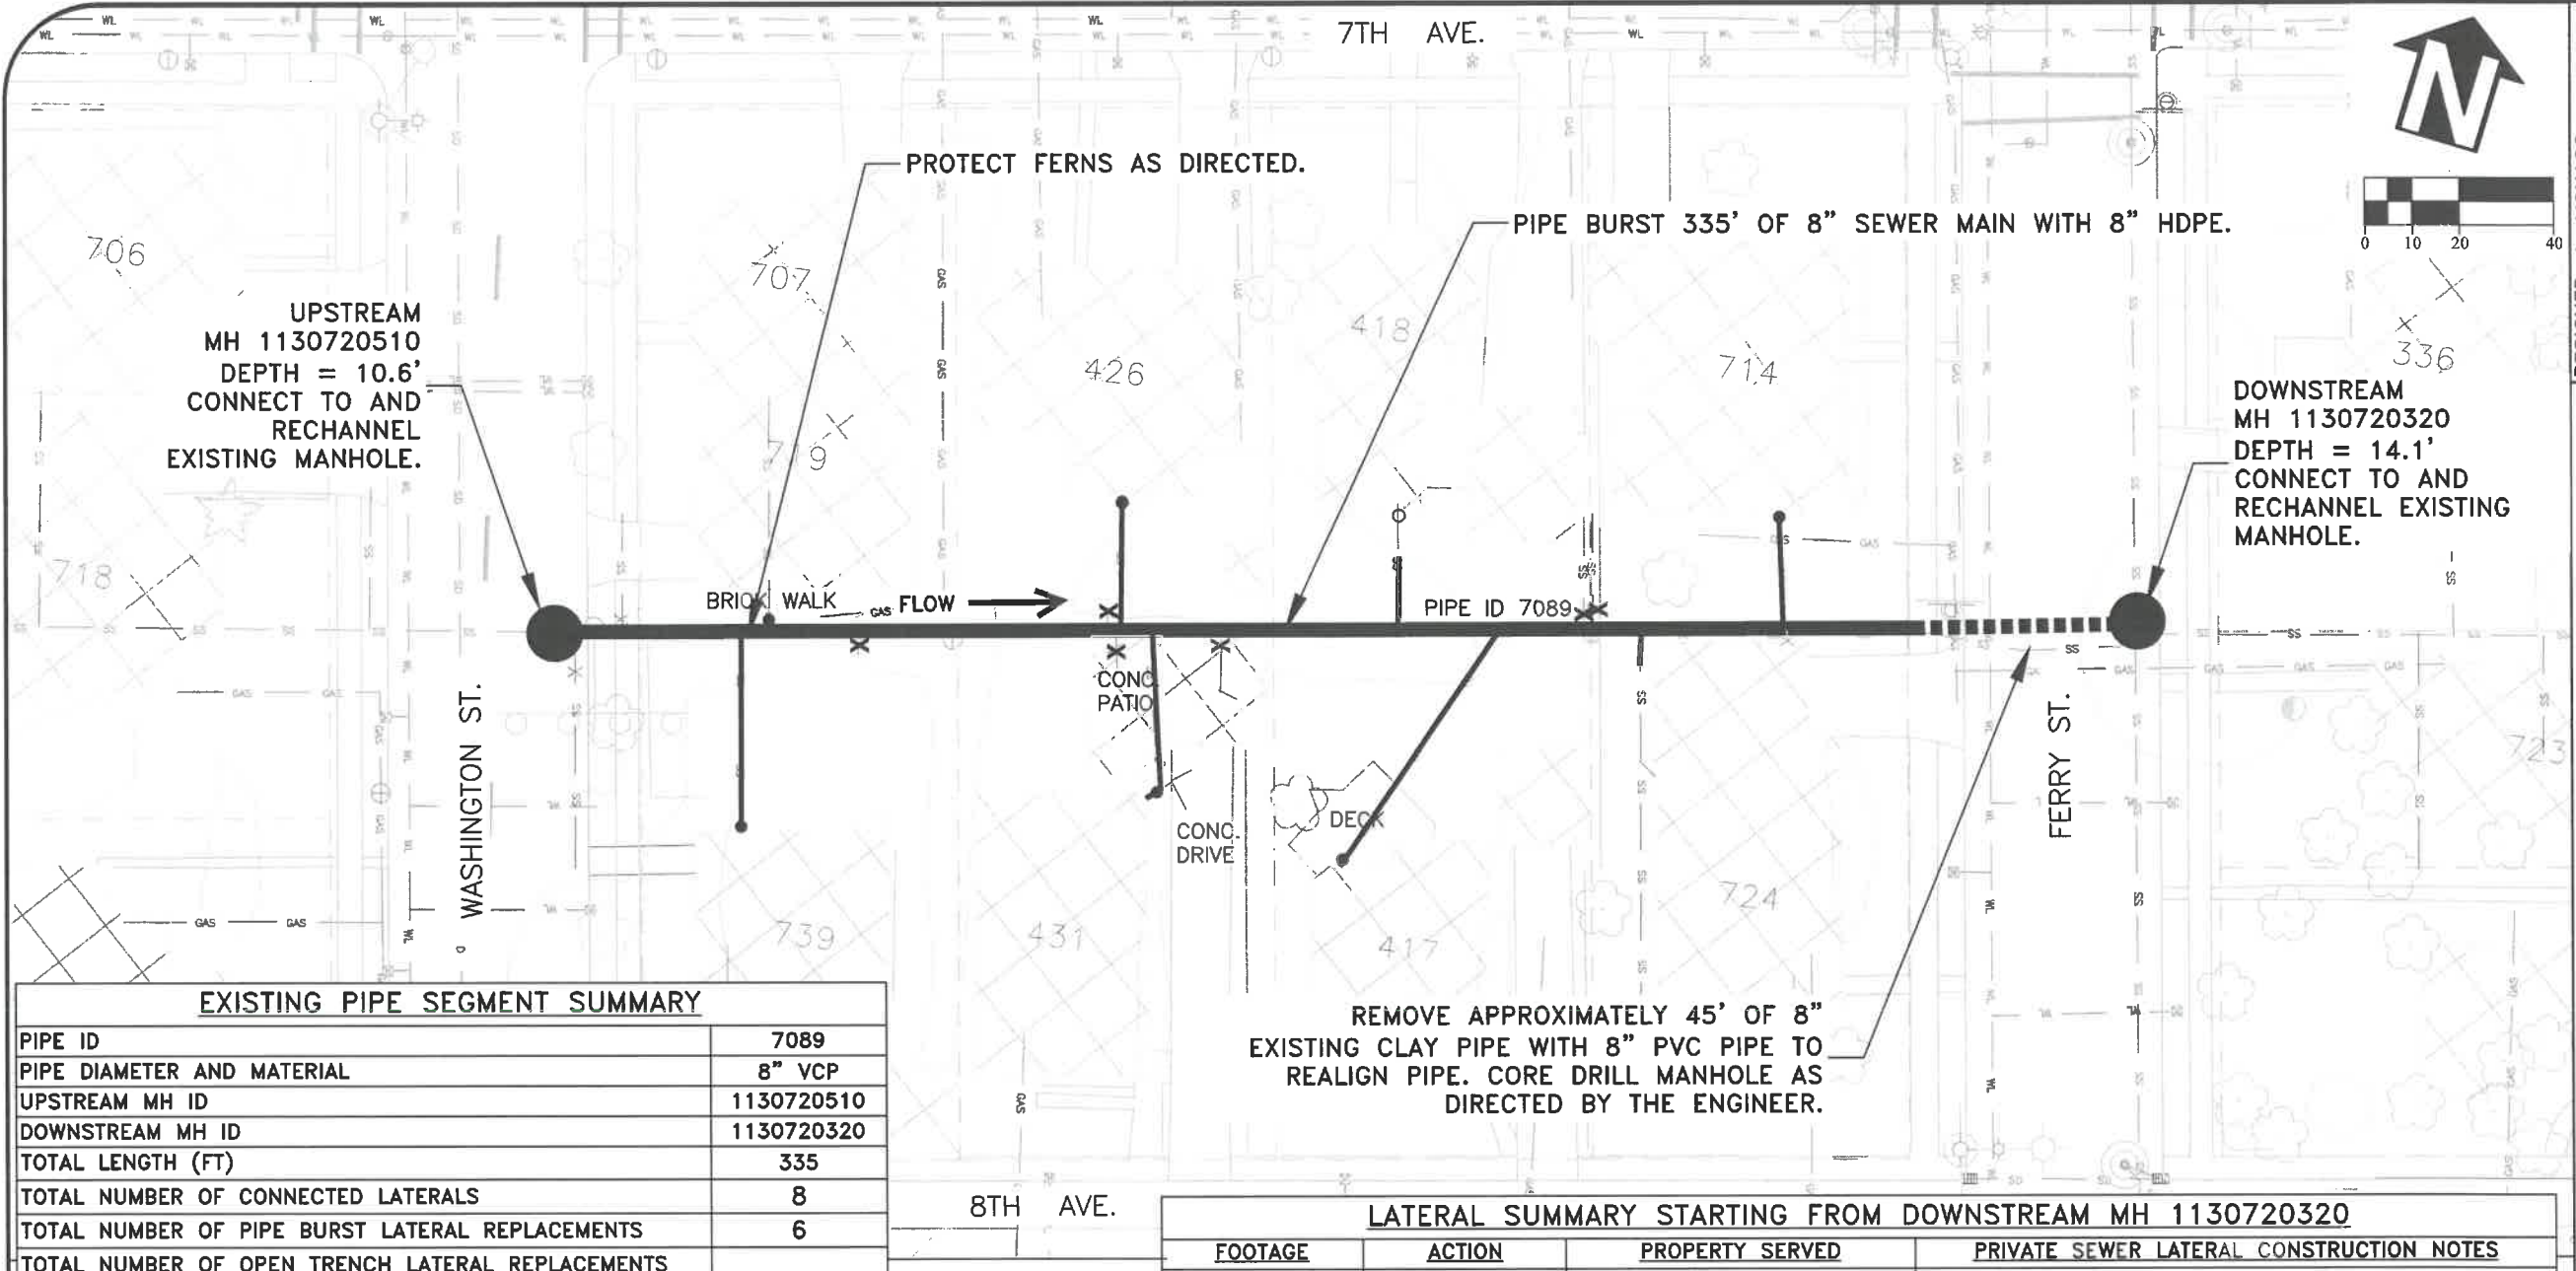 7TH AVE.
N
0 10 20 40
PROTECT FERNS AS DIRECTED.
PIPE BURST 335' OF 8" SEWER MAIN WITH 8" HDPE.
706
707
418
426
714
336
UPSTREAM
MH 1130720510
DEPTH = 10.6'
CONNECT TO AND
RECHANNEL
EXISTING MANHOLE.
DOWNSTREAM
MH 1130720320
DEPTH = 14.1'
CONNECT TO AND
RECHANNEL EXISTING
MANHOLE.
718
BRICK WALK
GAS
FLOW
PIPE ID 7089
CONC.
PATIO
WASHINGTON ST.
FERRY ST.
723
CONC.
DRIVE
DECK
739
431
417
724
GAS GAS
REMOVE APPROXIMATELY 45' OF 8"
EXISTING CLAY PIPE WITH 8" PVC PIPE TO
REALIGN PIPE. CORE DRILL MANHOLE AS
DIRECTED BY THE ENGINEER.
EXISTING PIPE SEGMENT SUMMARY
PIPE ID 7089
PIPE DIAMETER AND MATERIAL 8" VCP
UPSTREAM MH ID 1130720510
DOWNSTREAM MH ID 1130720320
TOTAL LENGTH (FT) 335
TOTAL NUMBER OF CONNECTED LATERALS 8
TOTAL NUMBER OF PIPE BURST LATERAL REPLACEMENTS 6
TOTAL NUMBER OF OPEN TRENCH LATERAL REPLACEMENTS
8TH AVE.
LATERAL SUMMARY STARTING FROM DOWNSTREAM MH 1130720320
FOOTAGE ACTION PROPERTY SERVED PRIVATE SEWER LATERAL CONSTRUCTION NOTES